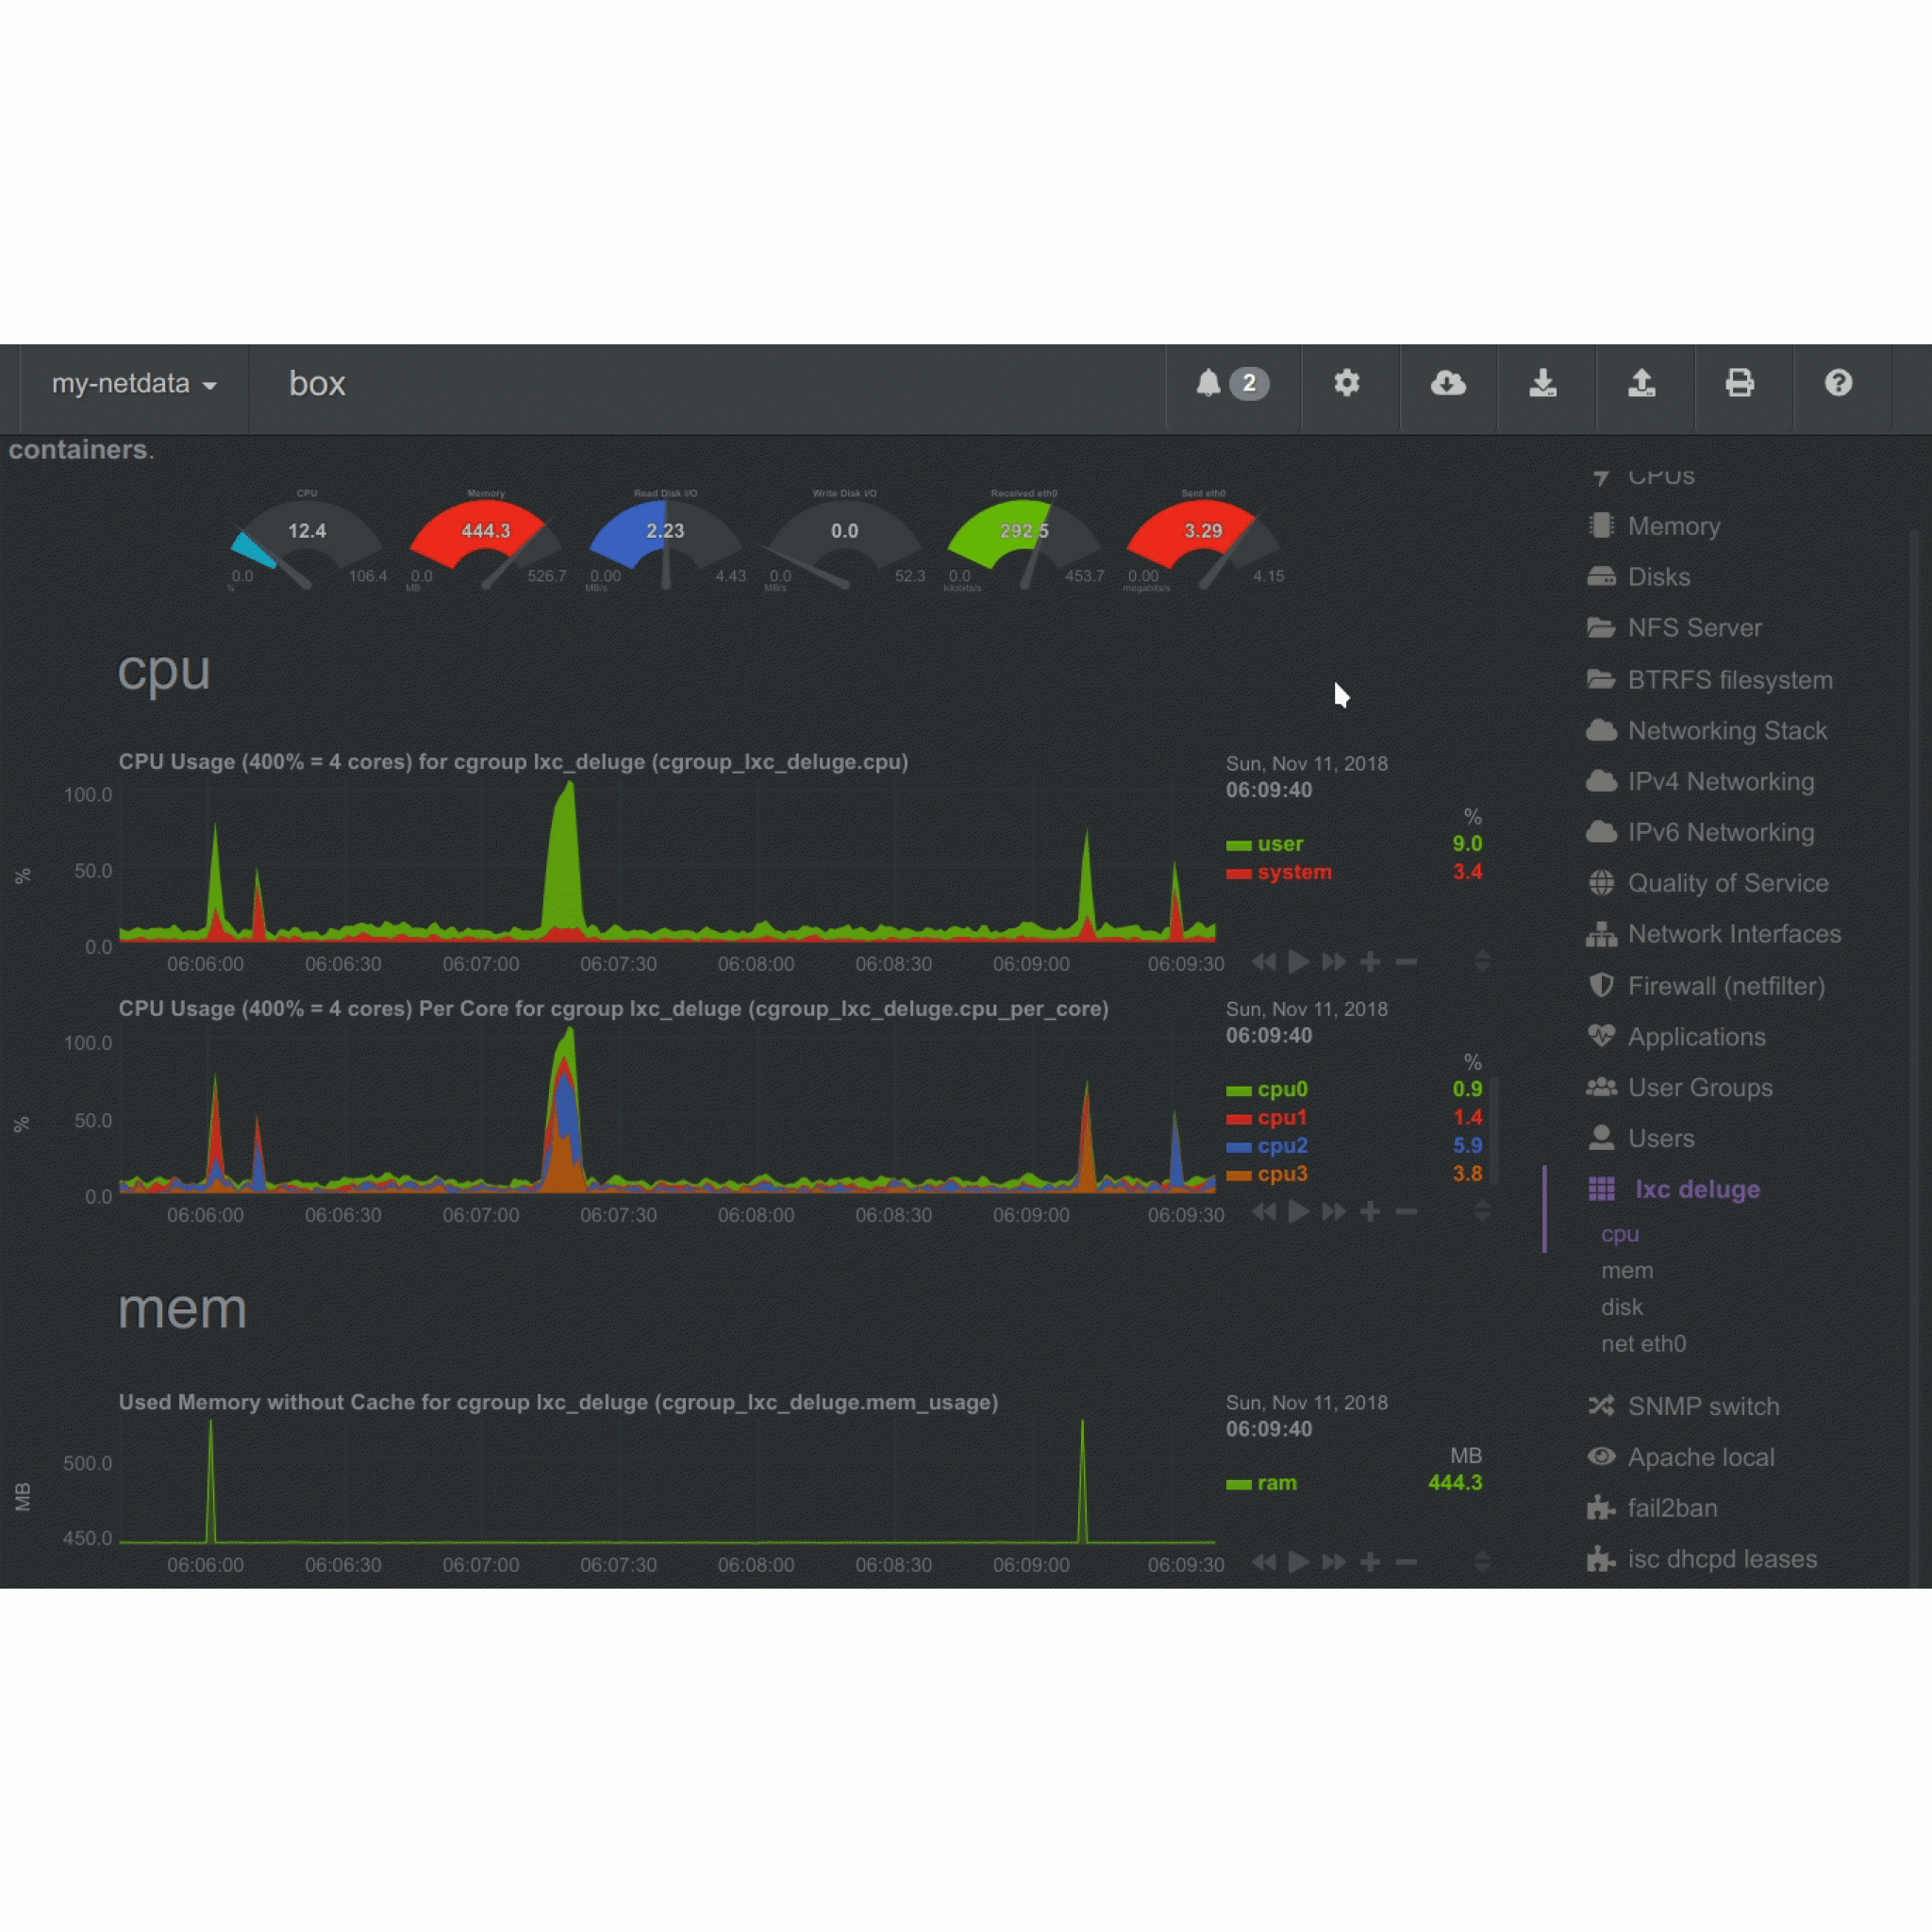 my-netdata
box
2
containers.
CPU
12.4
0.0
106.4
%
Memory
444.3
0.0
526.7
MB
Read Disk I/O
2.23
0.00
4.43
MB/s
Write Disk I/O
0.0
0.0
52.3
MB/s
Received eth0
292.5
0.0
453.7
kilobits/s
Sent eth0
3.29
0.00
4.15
megabits/s
cpu
CPU Usage (400% = 4 cores) for cgroup lxc_deluge (cgroup_lxc_deluge.cpu)
100.0
50.0
0.0
%
06:06:00 06:06:30 06:07:00 06:07:30 06:08:00 06:08:30 06:09:00 06:09:30
Sun, Nov 11, 2018
06:09:40
%
user 9.0
system 3.4
CPU Usage (400% = 4 cores) Per Core for cgroup lxc_deluge (cgroup_lxc_deluge.cpu_per_core)
100.0
50.0
0.0
%
06:06:00 06:06:30 06:07:00 06:07:30 06:08:00 06:08:30 06:09:00 06:09:30
Sun, Nov 11, 2018
06:09:40
%
cpu0 0.9
cpu1 1.4
cpu2 5.9
cpu3 3.8
mem
Used Memory without Cache for cgroup lxc_deluge (cgroup_lxc_deluge.mem_usage)
500.0
450.0
MB
06:06:00 06:06:30 06:07:00 06:07:30 06:08:00 06:08:30 06:09:00 06:09:30
Sun, Nov 11, 2018
06:09:40
MB
ram 444.3
CPUs
Memory
Disks
NFS Server
BTRFS filesystem
Networking Stack
IPv4 Networking
IPv6 Networking
Quality of Service
Network Interfaces
Firewall (netfilter)
Applications
User Groups
Users
lxc deluge
cpu
mem
disk
net eth0
SNMP switch
Apache local
fail2ban
isc dhcpd leases